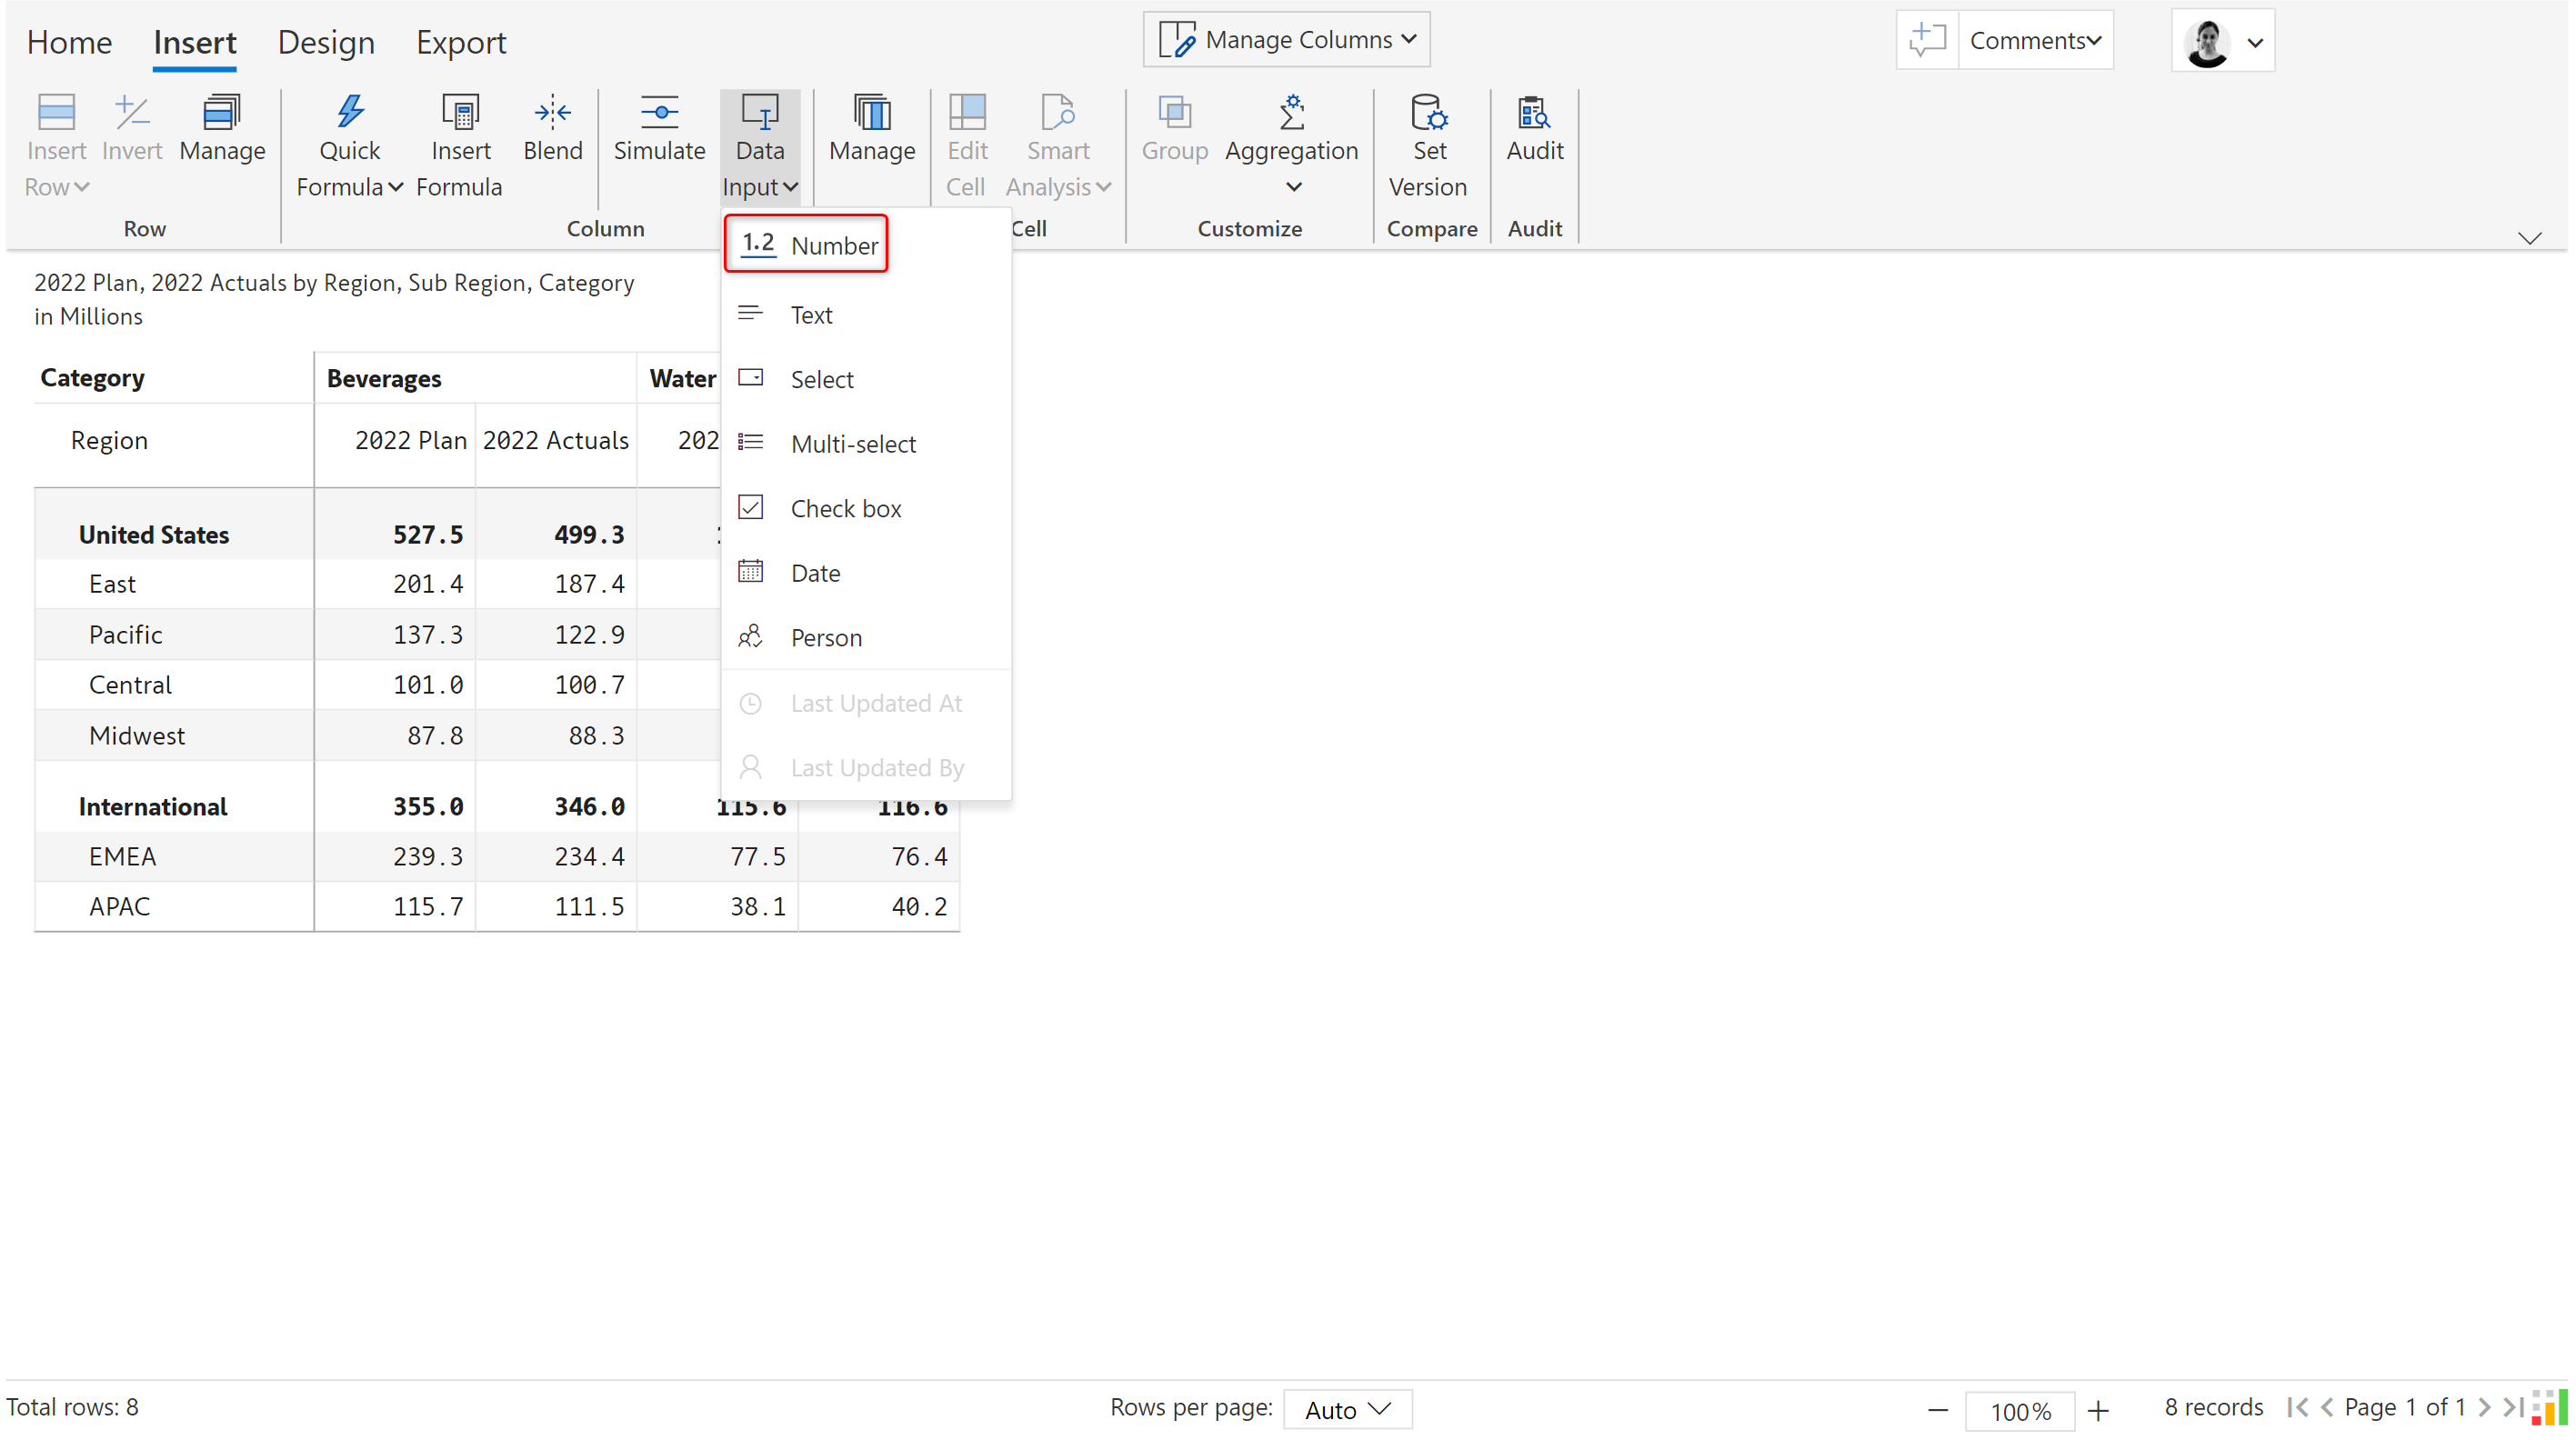 Home Insert Design Export Manage Columns Comments
Insert Invert Manage Quick Insert Blend Simulate Data Manage Edit Smart Group Aggregation Set Audit
Row Formula Formula Input Cell Analysis Version
Row Column Cell Customize Compare Audit
1.2 Number
Text
Select
Multi-select
Check box
Date
Person
Last Updated At
Last Updated By
2022 Plan, 2022 Actuals by Region, Sub Region, Category
in Millions
Category Beverages Water
Region 2022 Plan 2022 Actuals 202
United States 527.5 499.3
East 201.4 187.4
Pacific 137.3 122.9
Central 101.0 100.7
Midwest 87.8 88.3
International 355.0 346.0 115.6 116.6
EMEA 239.3 234.4 77.5 76.4
APAC 115.7 111.5 38.1 40.2
Total rows: 8 Rows per page: Auto 100% 8 records Page 1 of 1